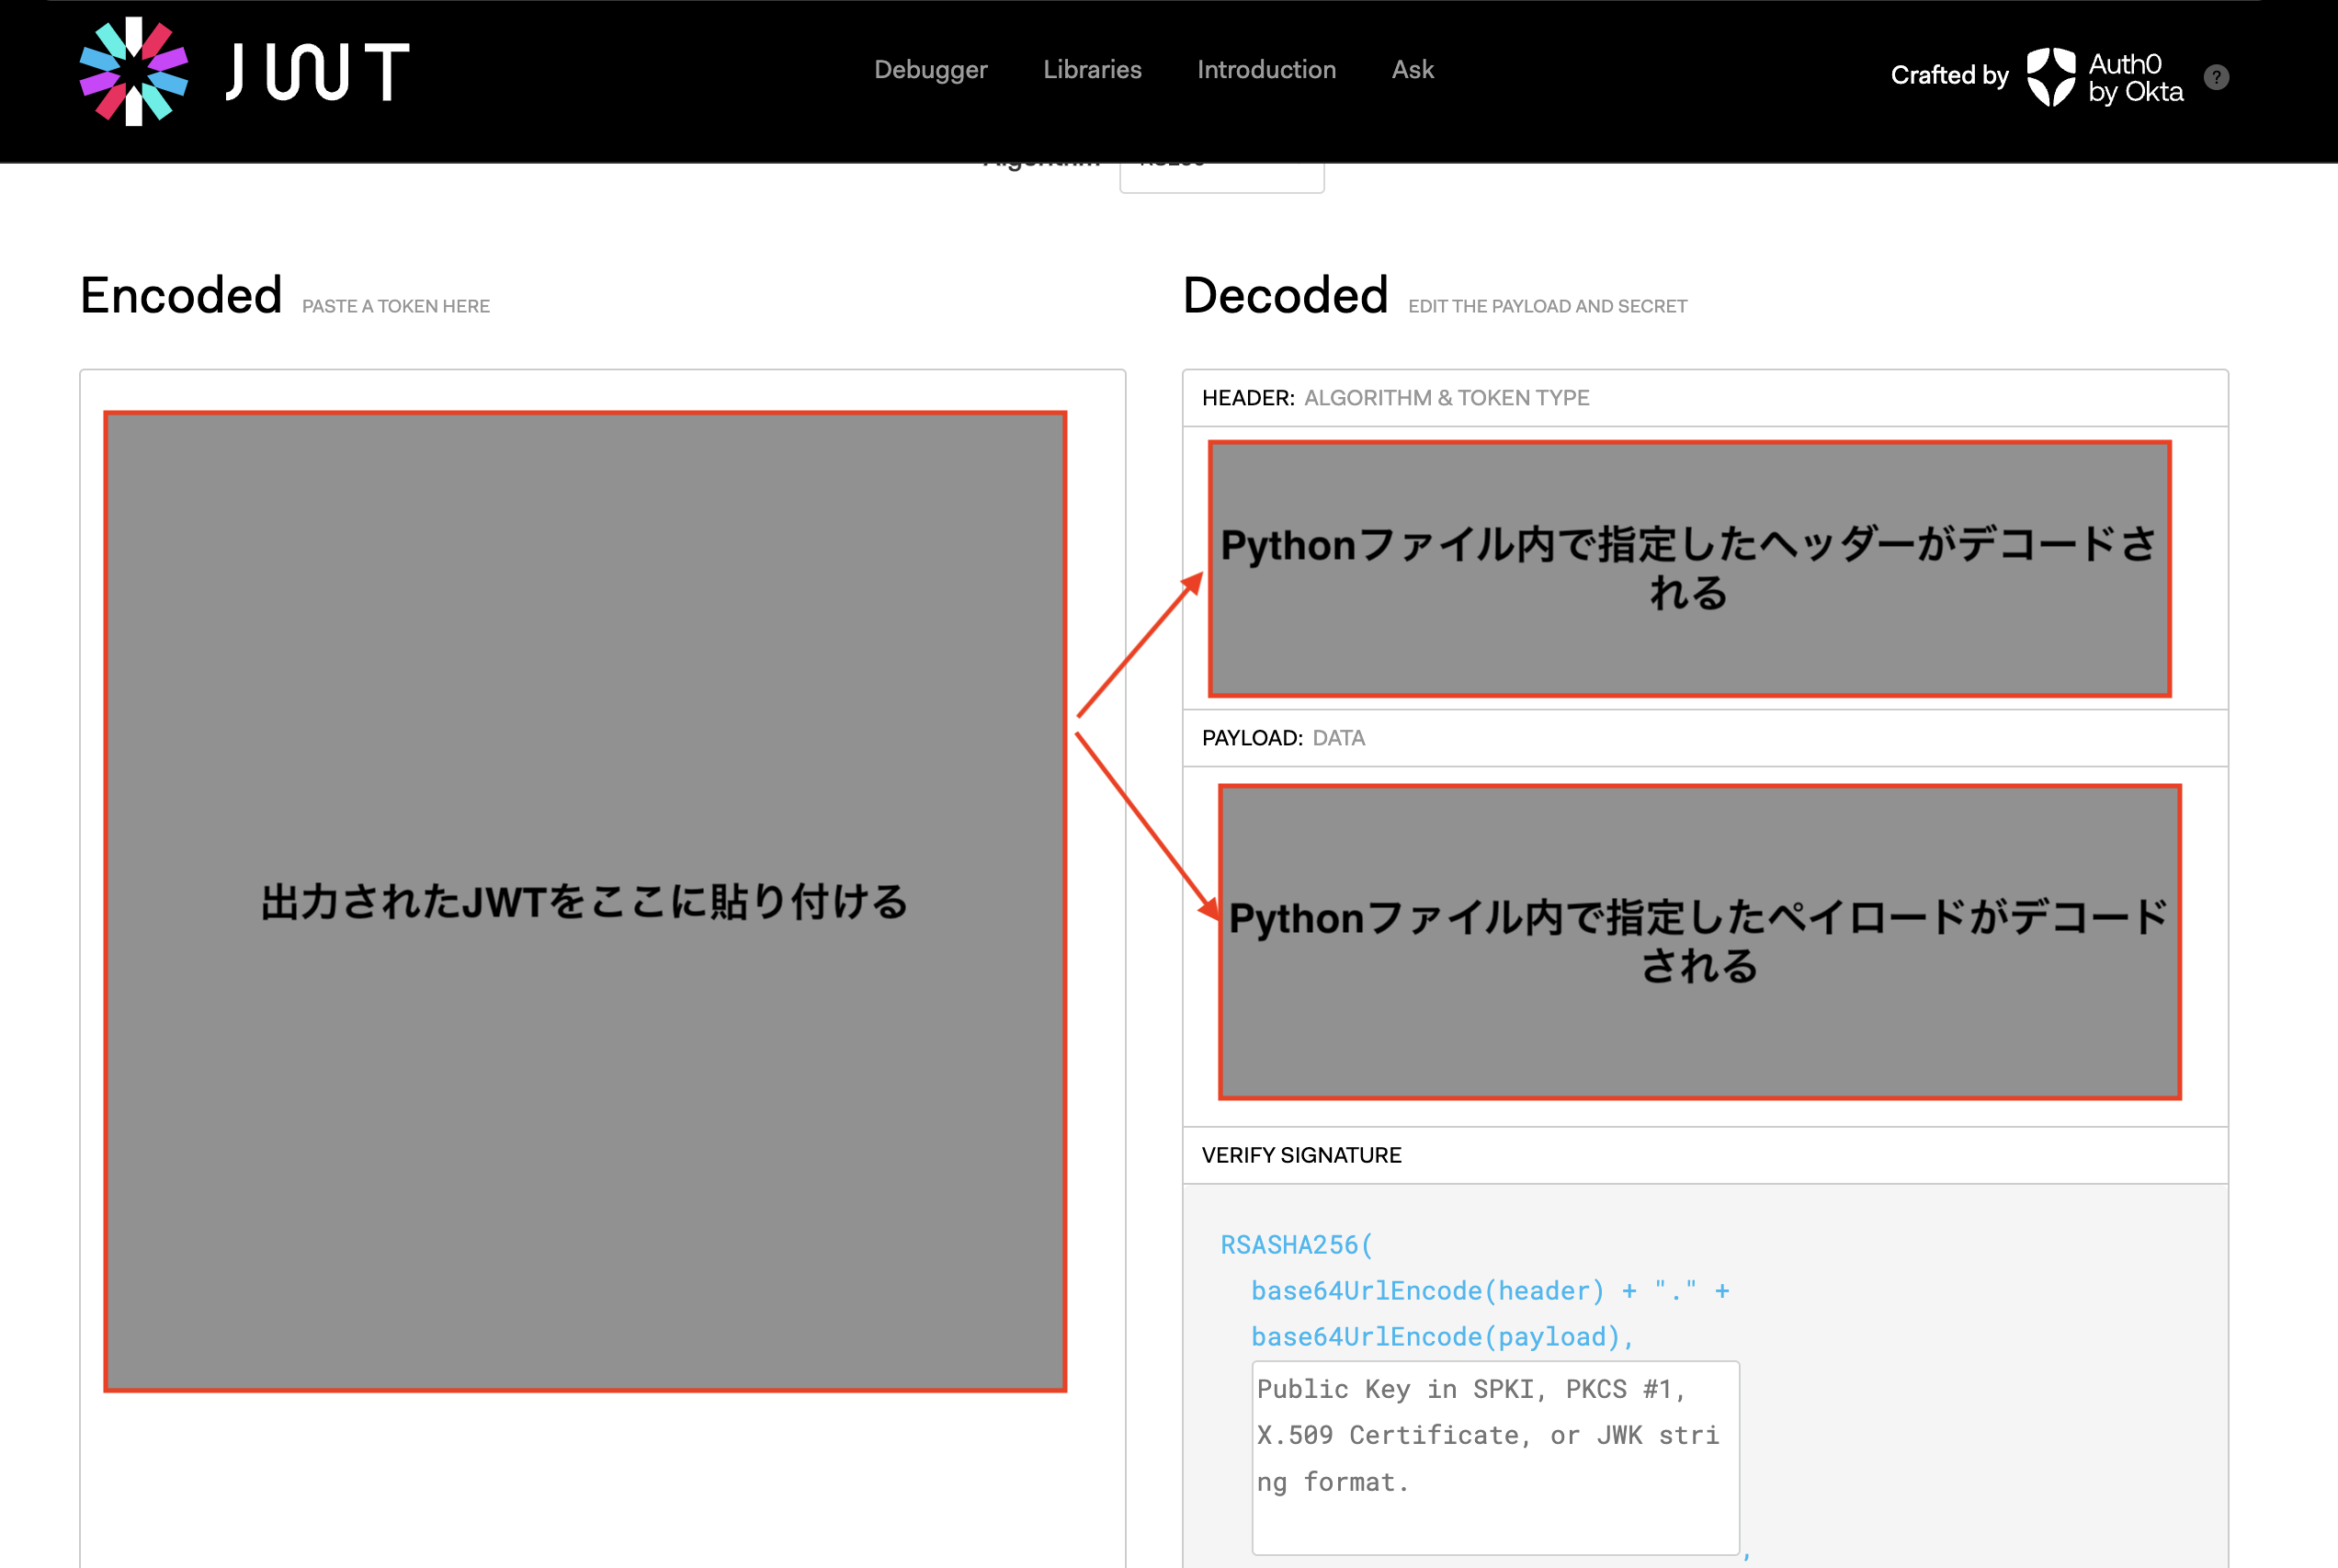 JWT
Debugger Libraries Introduction Ask
Crafted by Auth0 by Okta ?
Algorithm RS256
Encoded PASTE A TOKEN HERE
Decoded EDIT THE PAYLOAD AND SECRET
出力されたJWTをここに貼り付ける
HEADER: ALGORITHM & TOKEN TYPE
Pythonファイル内で指定したヘッダーがデコードさ
れる
PAYLOAD: DATA
Pythonファイル内で指定したペイロードがデコード
される
VERIFY SIGNATURE
RSASHA256(
base64UrlEncode(header) + "." +
base64UrlEncode(payload),
Public Key in SPKI, PKCS #1,
X.509 Certificate, or JWK stri
ng format.
,